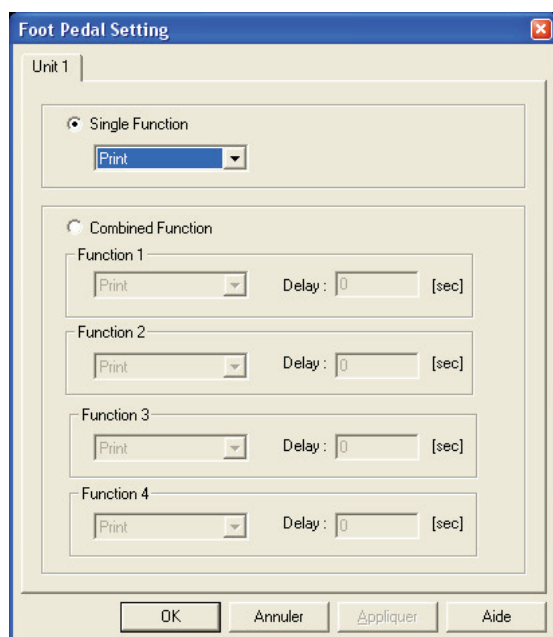 Foot Pedal Setting
Unit 1
Single Function
Print
Combined Function
Function 1
Print Delay : 0 [sec]
Function 2
Print Delay : 0 [sec]
Function 3
Print Delay : 0 [sec]
Function 4
Print Delay : 0 [sec]
OK Annuler Appliquer Aide